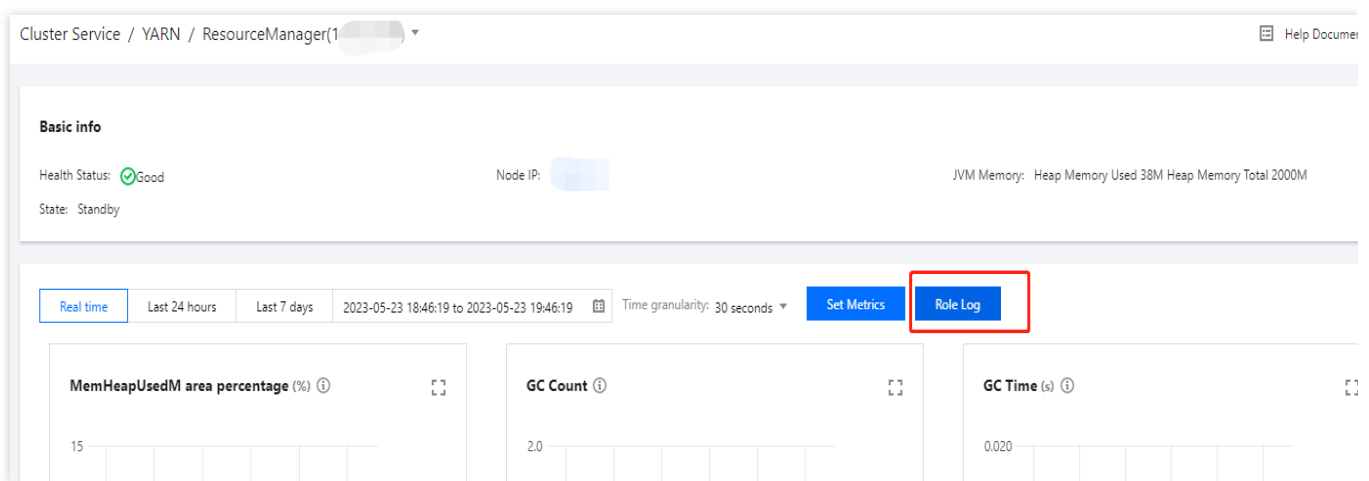 Cluster Service / YARN / ResourceManager(1 )
Help Documen
Basic info
Health Status: Good
Node IP:
JVM Memory: Heap Memory Used 38M Heap Memory Total 2000M
State: Standby
Real time Last 24 hours Last 7 days 2023-05-23 18:46:19 to 2023-05-23 19:46:19 Time granularity: 30 seconds Set Metrics Role Log
MemHeapUsedM area percentage (%)
GC Count
GC Time (s)
15
2.0
0.020